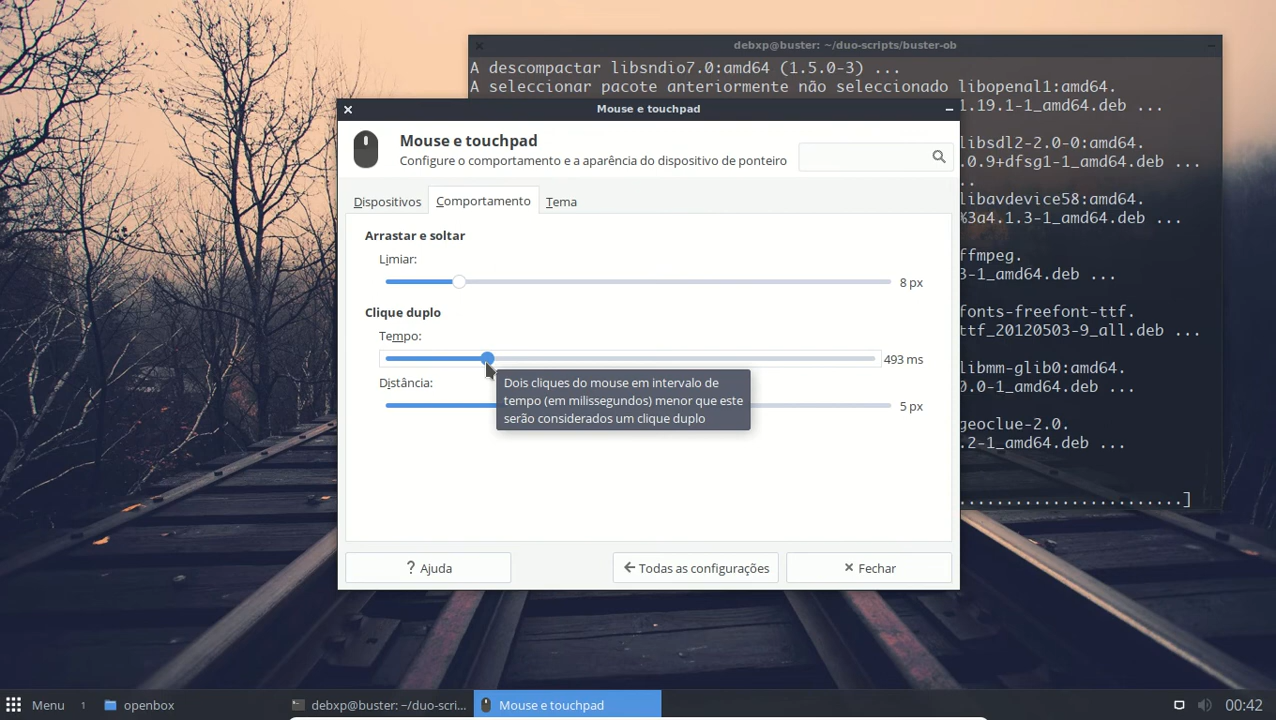 debxp@buster: ~/duo-scripts/buster-ob
A descompactar libsndio7.0:amd64 (1.5.0-3) ...
A seleccionar pacote anteriormente não seleccionado libopenal1:amd64.
1.19.1-1_amd64.deb ...
libsdl2-2.0-0:amd64.
.0.9+dfsg1-1_amd64.deb ...
..
libavdevice58:amd64.
%3a4.1.3-1_amd64.deb ...
ffmpeg.
3-1_amd64.deb ...
fonts-freefont-ttf.
ttf_20120503-9_all.deb ...
libmm-glib0:amd64.
.0.0-1_amd64.deb ...
geoclue-2.0.
.2-1_amd64.deb ...
.........................]
Mouse e touchpad
Mouse e touchpad
Configure o comportamento e a aparência do dispositivo de ponteiro
Dispositivos Comportamento Tema
Arrastar e soltar
Limiar:
8 px
Clique duplo
Tempo:
493 ms
Distância:
5 px
Dois cliques do mouse em intervalo de
tempo (em milissegundos) menor que este
serão considerados um clique duplo
? Ajuda
Todas as configurações
Fechar
Menu 1 openbox debxp@buster: ~/duo-scri... Mouse e touchpad 00:42